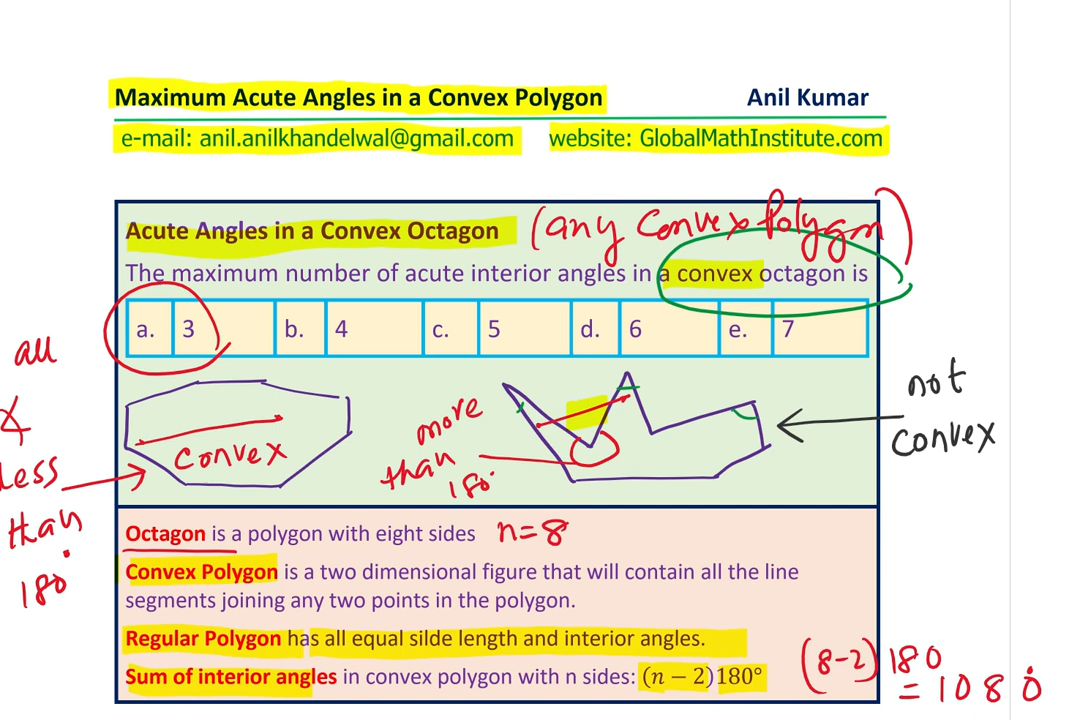 Maximum Acute Angles in a Convex Polygon Anil Kumar
e-mail: anil.anilkhandelwal@gmail.com website: GlobalMathInstitute.com
Acute Angles in a Convex Octagon (any Convex Polygon)
The maximum number of acute interior angles in a convex octagon is
a. 3 b. 4 c. 5 d. 6 e. 7
all
∡
less
than
180°
Convex
more
than
180°
not
convex
Octagon is a polygon with eight sides n=8
Convex Polygon is a two dimensional figure that will contain all the line
segments joining any two points in the polygon.
Regular Polygon has all equal silde length and interior angles.
Sum of interior angles in convex polygon with n sides: (n − 2)180° (8-2)180
= 1080°